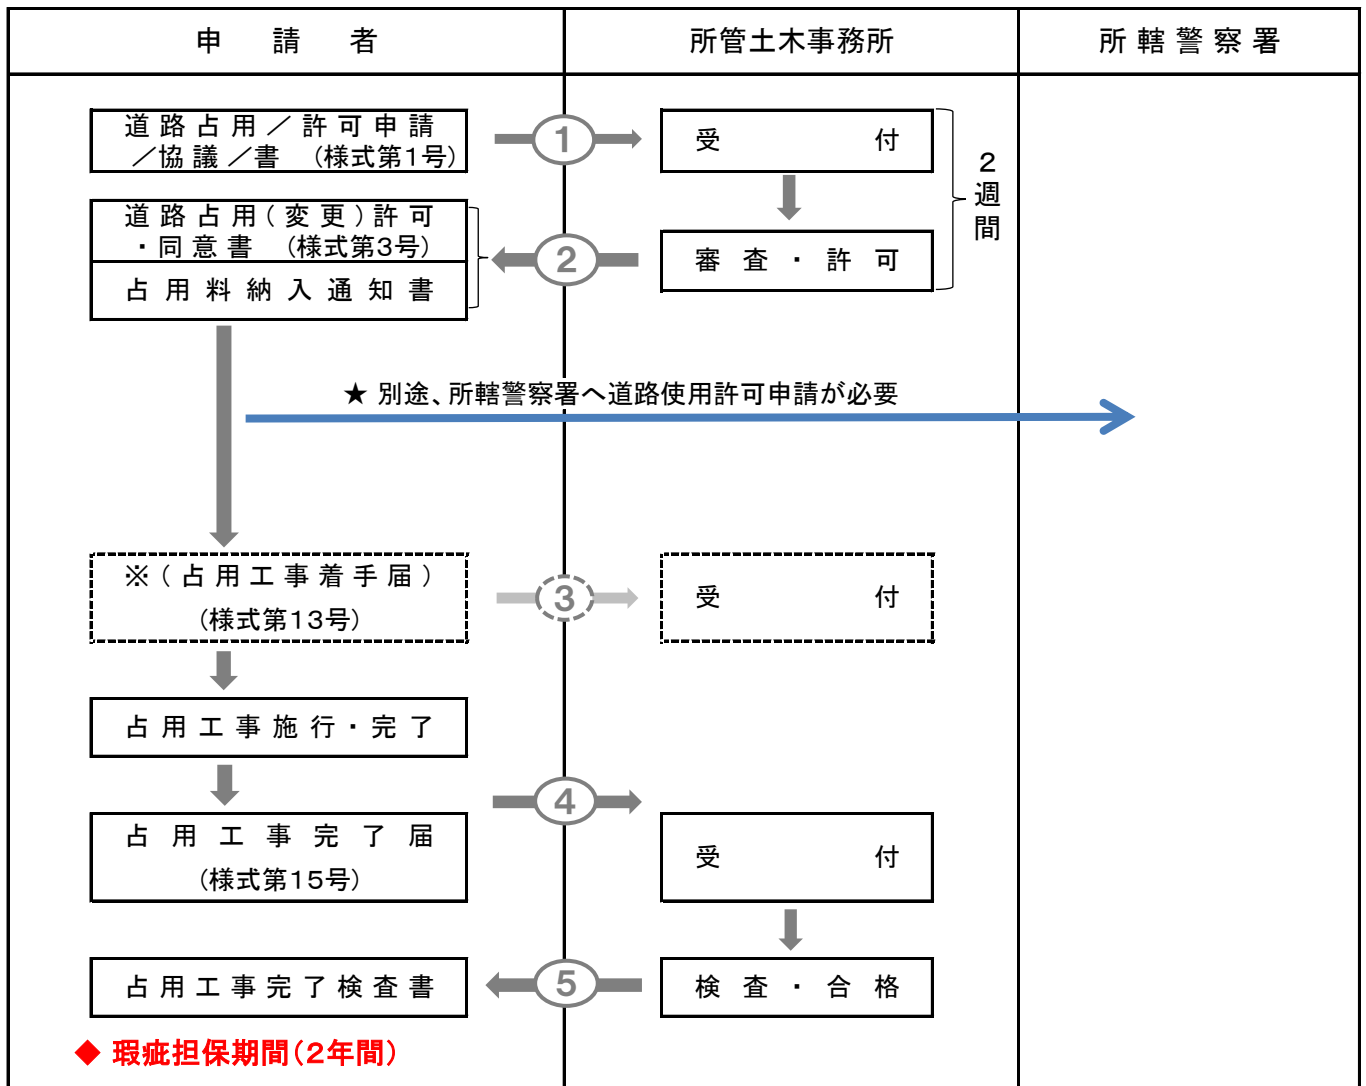 申請者
所管土木事務所
所轄警察署
道路占用／許可申請
／協議／書　(様式第1号)
①
受付
2週間
道路占用(変更)許可
・同意書　(様式第3号)
占用料納入通知書
②
審査・許可
★ 別途、所轄警察署へ道路使用許可申請が必要
※(占用工事着手届)
(様式第13号)
③
受付
占用工事施行・完了
④
占用工事完了届
(様式第15号)
受付
占用工事完了検査書
⑤
検査・合格
◆ 瑕疵担保期間(2年間)